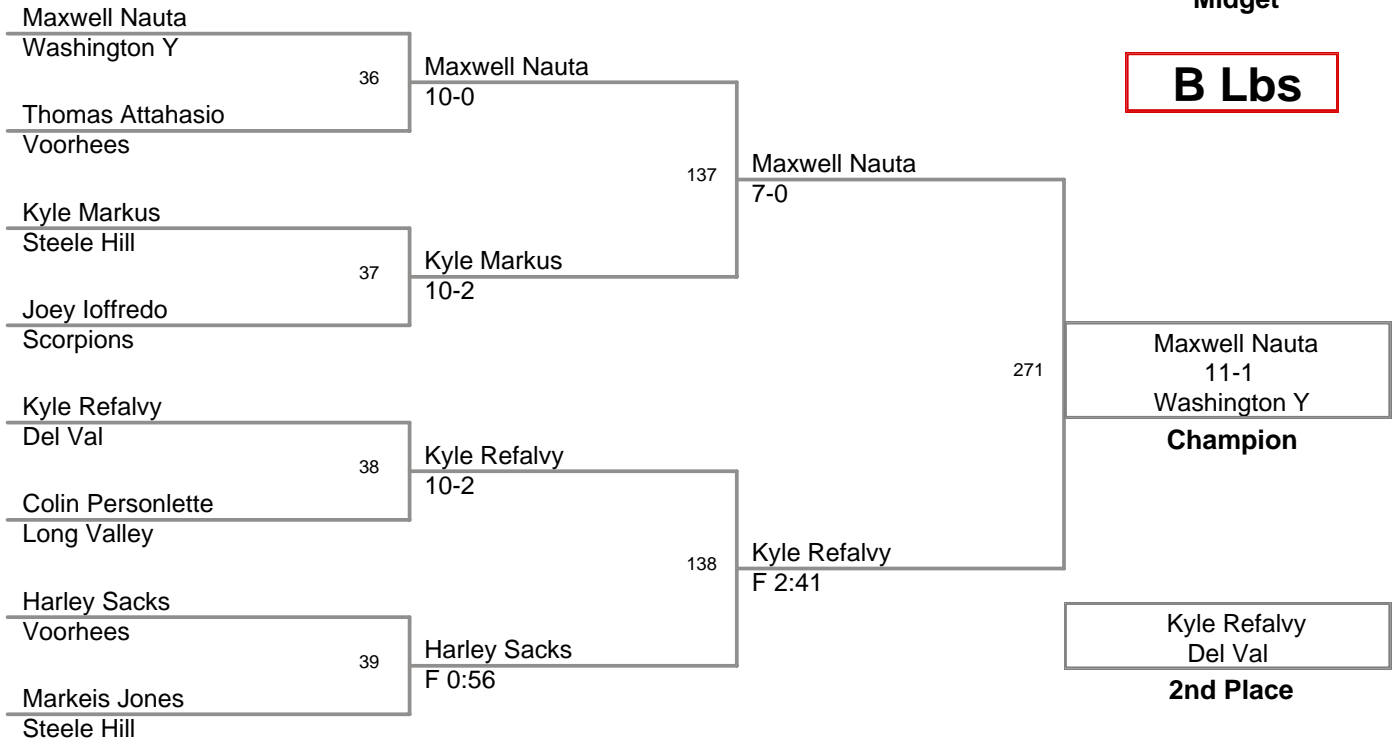 Midget
B Lbs
Maxwell Nauta
Washington Y
36
Thomas Attahasio
Voorhees
Maxwell Nauta
10-0
Kyle Markus
Steele Hill
37
Joey Ioffredo
Scorpions
Kyle Markus
10-2
137
Maxwell Nauta
7-0
Kyle Refalvy
Del Val
38
Colin Personlette
Long Valley
Kyle Refalvy
10-2
Harley Sacks
Voorhees
39
Markeis Jones
Steele Hill
Harley Sacks
F 0:56
138
Kyle Refalvy
F 2:41
271
Maxwell Nauta
11-1
Washington Y
Champion
Kyle Refalvy
Del Val
2nd Place